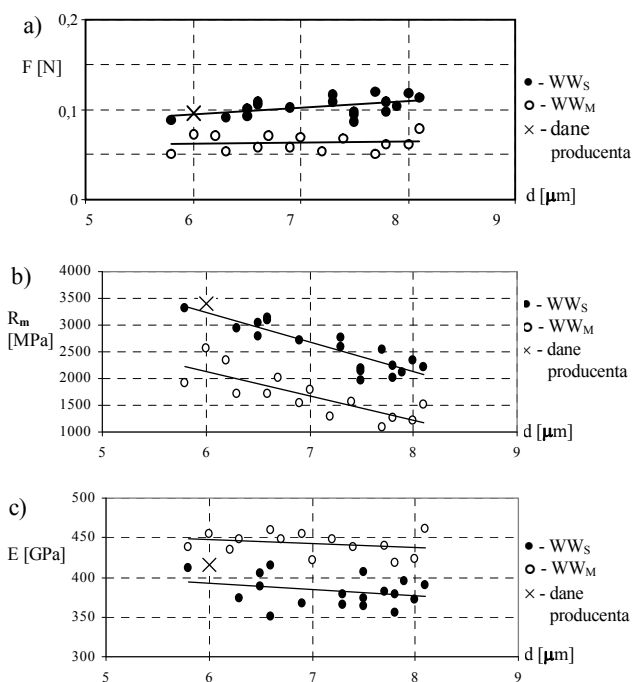 a)
0,2
F [N]
0,1
0
5 6 7 8 9
d [μm]
● - WWS
○ - WWM
× - dane
producenta
b)
4000
3500
Rm
[MPa]
3000
2500
2000
1500
1000
5 6 7 8 9
d [μm]
● - WWS
○ - WWM
× - dane
producenta
c)
500
450
E [GPa]
400
350
300
5 6 7 8 9
d [μm]
● - WWS
○ - WWM
× - dane
producenta